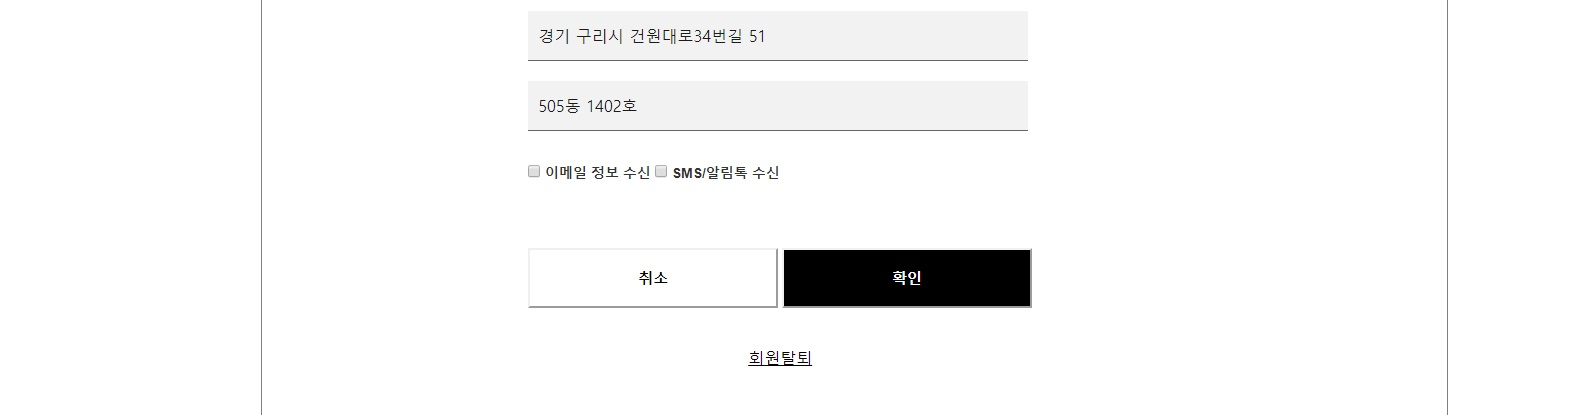 경기 구리시 건원대로34번길 51
505동 1402호
이메일 정보 수신 SMS/알림톡 수신
취소 확인
회원탈퇴